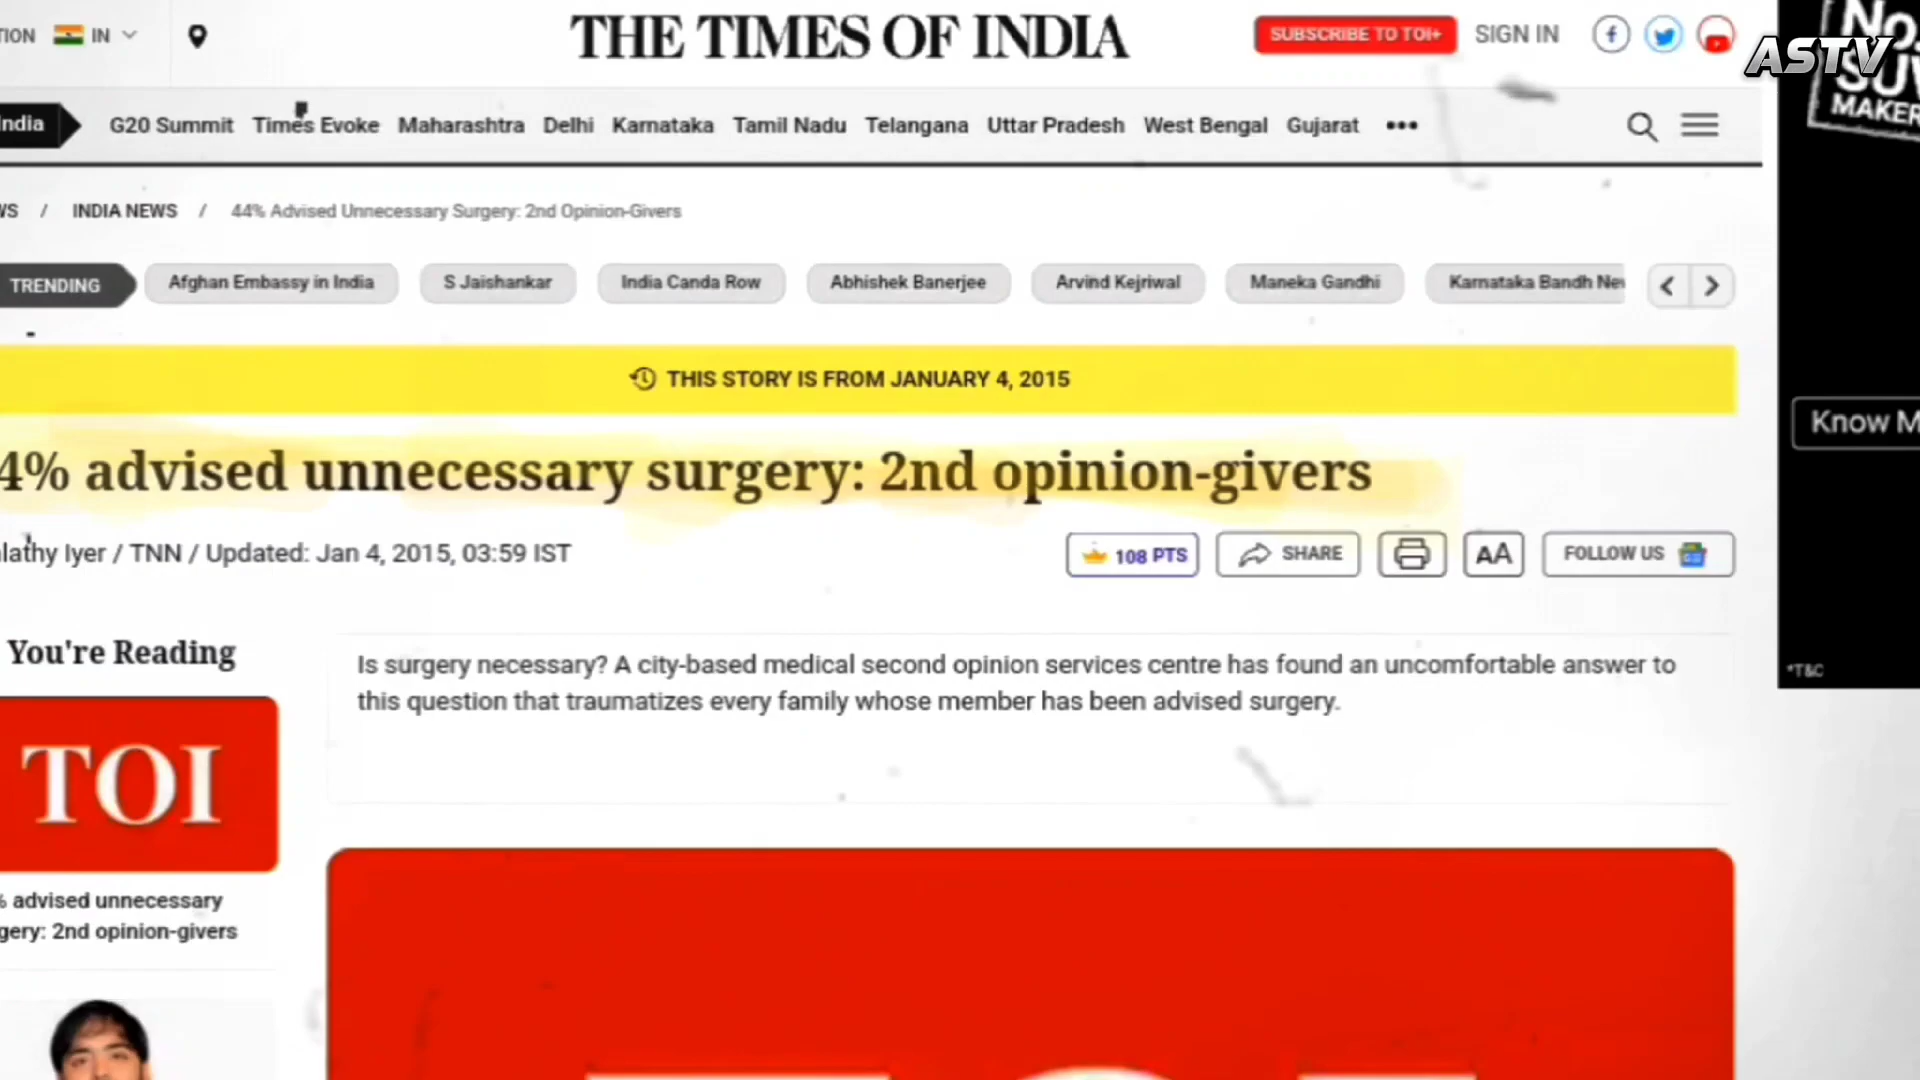 IN
THE TIMES OF INDIA
SUBSCRIBE TO TOI+
SIGN IN
ASTV
MAKER
India
G20 Summit Times Evoke Maharashtra Delhi Karnataka Tamil Nadu Telangana Uttar Pradesh West Bengal Gujarat •••
/ INDIA NEWS / 44% Advised Unnecessary Surgery: 2nd Opinion-Givers
TRENDING
Afghan Embassy in India
S Jaishankar
India Canda Row
Abhishek Banerjee
Arvind Kejriwal
Maneka Gandhi
Karnataka Bandh
THIS STORY IS FROM JANUARY 4, 2015
4% advised unnecessary surgery: 2nd opinion-givers
Know M
lathy Iyer / TNN / Updated: Jan 4, 2015, 03:59 IST
108 PTS
SHARE
AA
FOLLOW US
You're Reading
Is surgery necessary? A city-based medical second opinion services centre has found an uncomfortable answer to
this question that traumatizes every family whose member has been advised surgery.
*T&C
TOI
% advised unnecessary
gery: 2nd opinion-givers